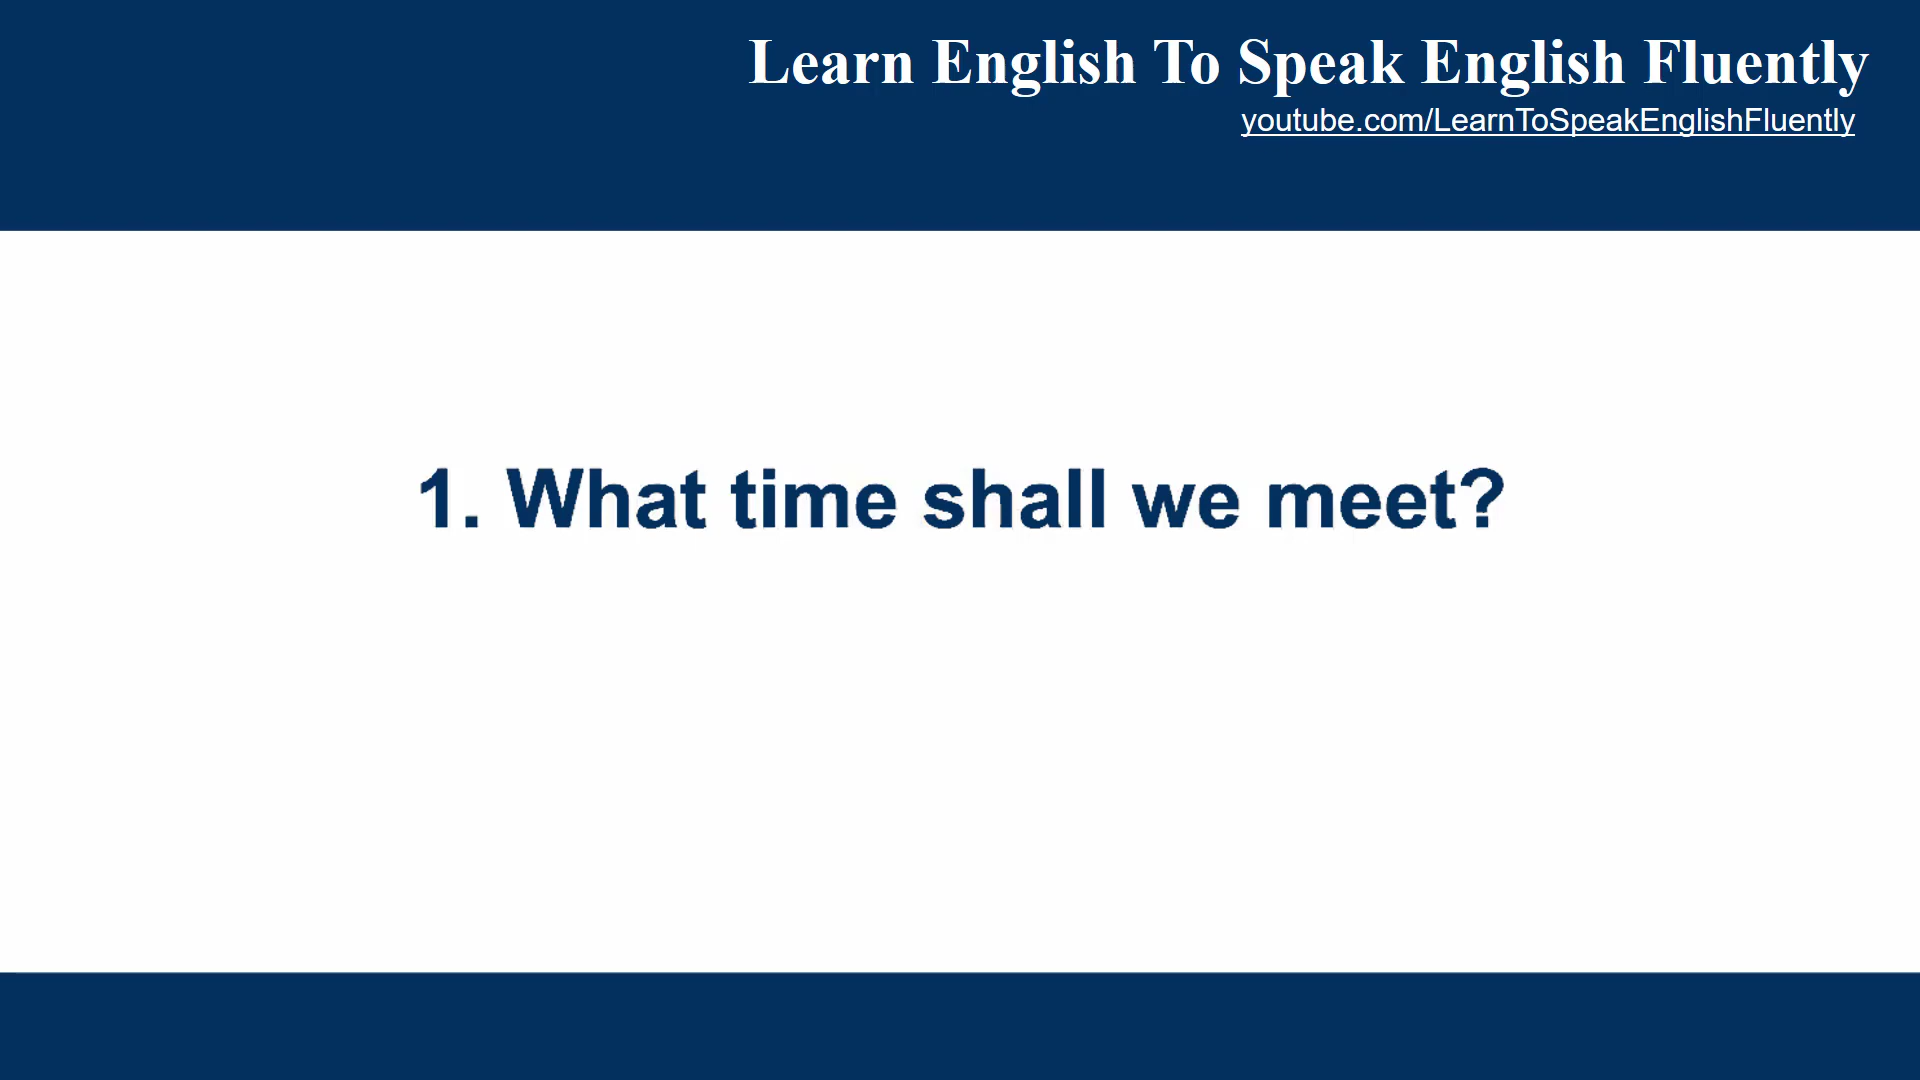 Learn English To Speak English Fluently
youtube.com/LearnToSpeakEnglishFluently
1. What time shall we meet?